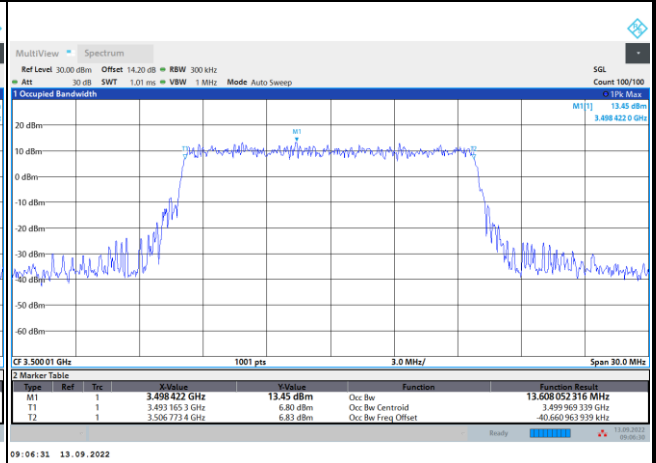 MultiView Spectrum
Ref Level 30.00 dBm Offset 14.20 dB RBW 300 kHz SGL
Att 30 dB SWT 1.01 ms VBW 1 MHz Mode Auto Sweep Count 100/100
1 Occupied Bandwidth 1Pk Max
M1[1] 13.45 dBm
3.498 422 0 GHz
20 dBm
M1
10 dBm
T1 T2
0 dBm
-10 dBm
-20 dBm
-30 dBm
-40 dBm
-50 dBm
-60 dBm
CF 3.500 01 GHz 1001 pts 3.0 MHz/ Span 30.0 MHz
2 Marker Table
Type Ref Trc X-Value Y-Value Function Function Result
M1 1 3.498 422 GHz 13.45 dBm Occ Bw 13.608 052 316 MHz
T1 1 3.493 165 3 GHz 6.80 dBm Occ Bw Centroid 3.499 969 339 GHz
T2 1 3.506 773 4 GHz 6.83 dBm Occ Bw Freq Offset -40.660 963 939 kHz
Ready 13.09.2022
09:06:30
09:06:31 13.09.2022